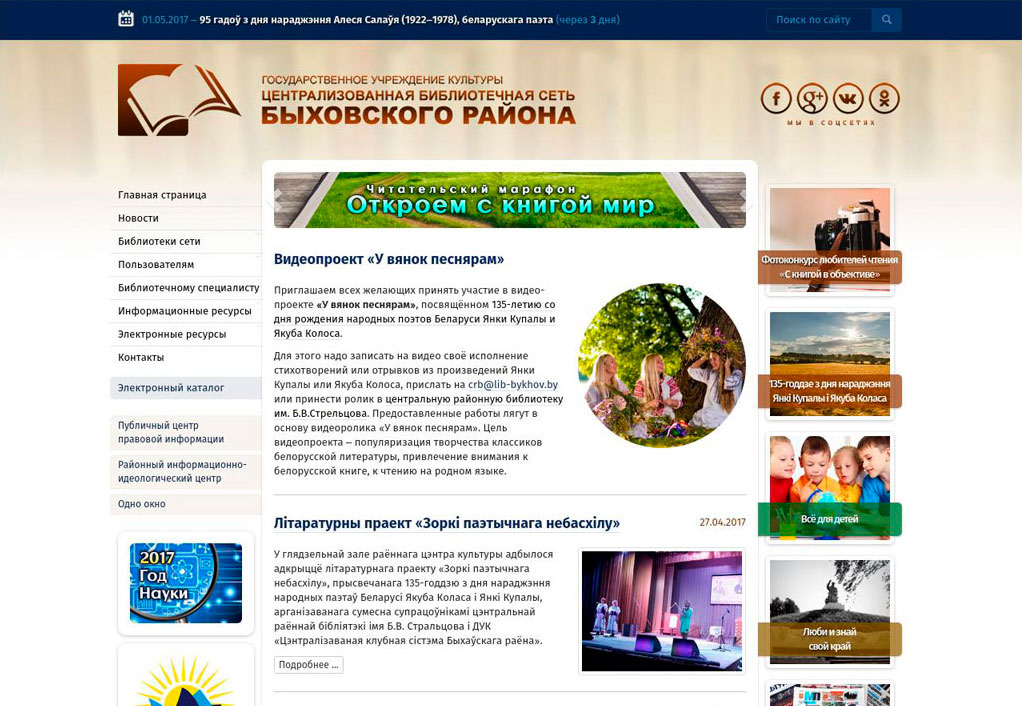 01.05.2017 – 95 гадоў з дня нараджэння Алеся Салаўя (1922–1978), беларускага паэта (через 3 дня)
Поиск по сайту
ГОСУДАРСТВЕННОЕ УЧРЕЖДЕНИЕ КУЛЬТУРЫ
ЦЕНТРАЛИЗОВАННАЯ БИБЛИОТЕЧНАЯ СЕТЬ
БЫХОВСКОГО РАЙОНА
МЫ В СОЦСЕТЯХ
Главная страница
Новости
Библиотеки сети
Пользователям
Библиотечному специалисту
Информационные ресурсы
Электронные ресурсы
Контакты
Электронный каталог
Публичный центр
правовой информации
Районный информационно-
идеологический центр
Одно окно
2017
Год
Науки
Читательский марафон
Откроем с книгой мир
Видеопроект «У вянок песнярам»
Приглашаем всех желающих принять участие в видео-
проекте «У вянок песнярам», посвящённом 135-летию со
дня рождения народных поэтов Беларуси Янки Купалы и
Якуба Колоса.
Для этого надо записать на видео своё исполнение
стихотворений или отрывков из произведений Янки
Купалы или Якуба Колоса, прислать на crb@lib-bykhov.by
или принести ролик в центральную районную библиотеку
им. Б.В.Стрельцова. Предоставленные работы лягут в
основу видеоролика «У вянок песнярам». Цель
видеопроекта – популяризация творчества классиков
белорусской литературы, привлечение внимания к
белорусской книге, к чтению на родном языке.
Літаратурны праект «Зоркі паэтычнага небасхілу»
27.04.2017
У глядзельнай зале раённага цэнтра культуры адбылося
адкрыццё літаратурнага праекту «Зоркі паэтычнага
небасхілу», прысвечанага 135-годдзю з дня нараджэння
народных паэтаў Беларусі Якуба Коласа і Янкі Купалы,
арганізаванага сумесна супрацоўнікамі цэнтральнай
раённай бібліятэкі імя Б.В. Стральцова і ДУК
«Цэнтралізаваная клубная сістэма Быхаўскага раёна».
Подробнее ...
Фотоконкурс любителей чтения
«С книгой в объективе»
135-годдзе з дня нараджэння
Янкі Купалы і Якуба Коласа
Всё для детей
Люби и знай
свой край